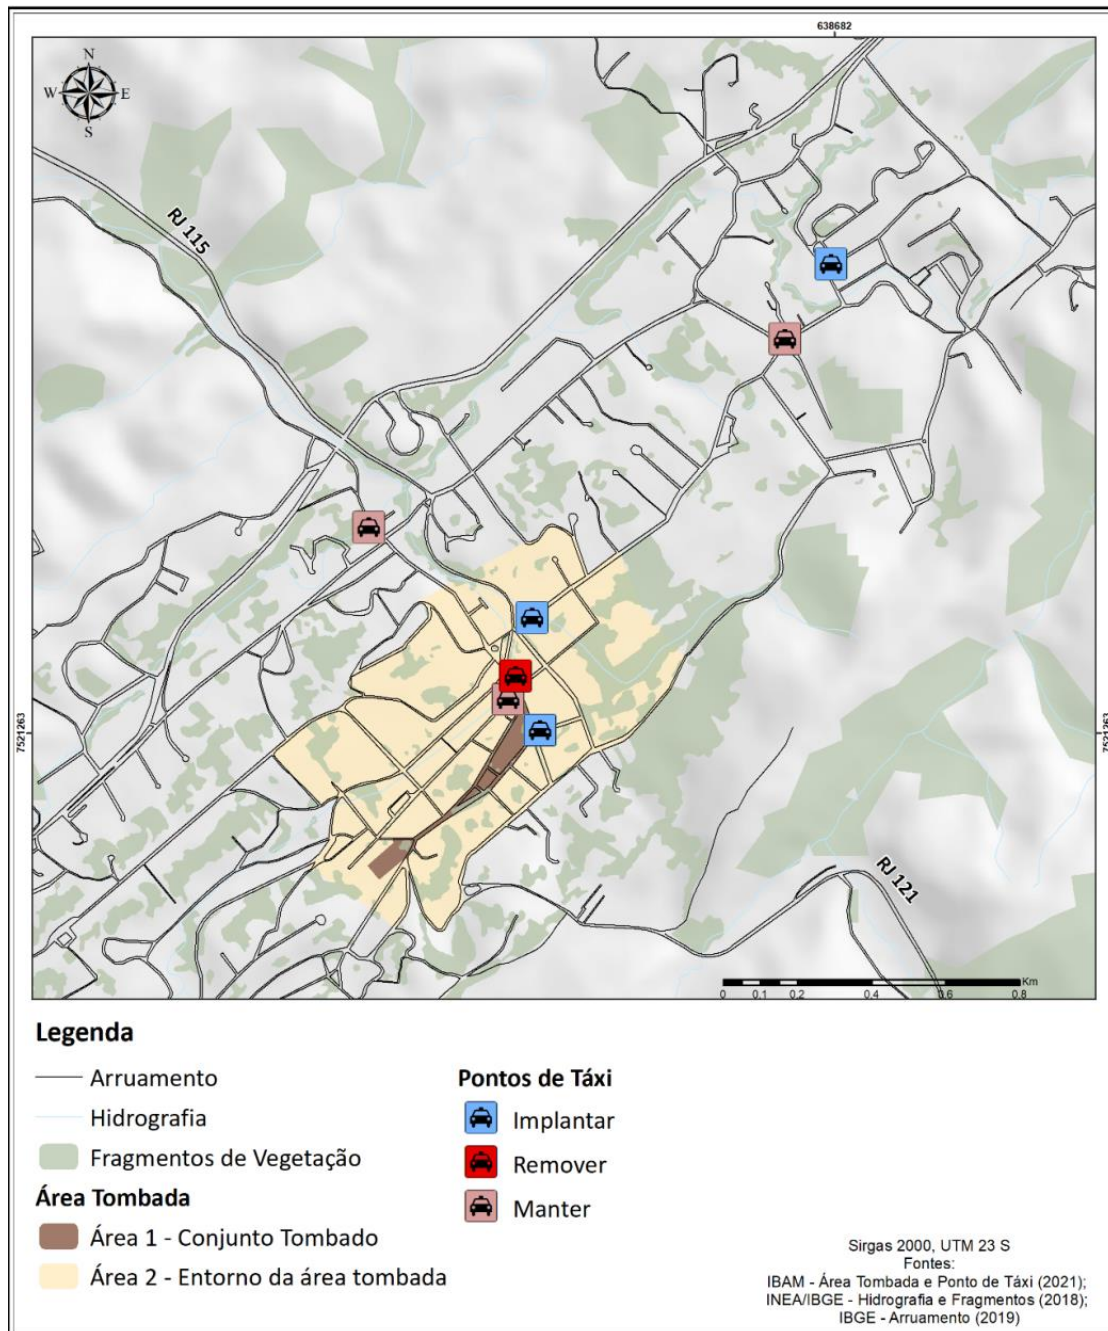 638682
N
W E
S
RJ 115
7521263
7521263
RJ 121
Km
0 0.1 0.2 0.4 0.6 0.8
Legenda
Arruamento
Hidrografia
Fragmentos de Vegetação
Área Tombada
Área 1 - Conjunto Tombado
Área 2 - Entorno da área tombada
Pontos de Táxi
Implantar
Remover
Manter
Sirgas 2000, UTM 23 S
Fontes:
IBAM - Área Tombada e Ponto de Táxi (2021);
INEA/IBGE - Hidrografia e Fragmentos (2018);
IBGE - Arruamento (2019)